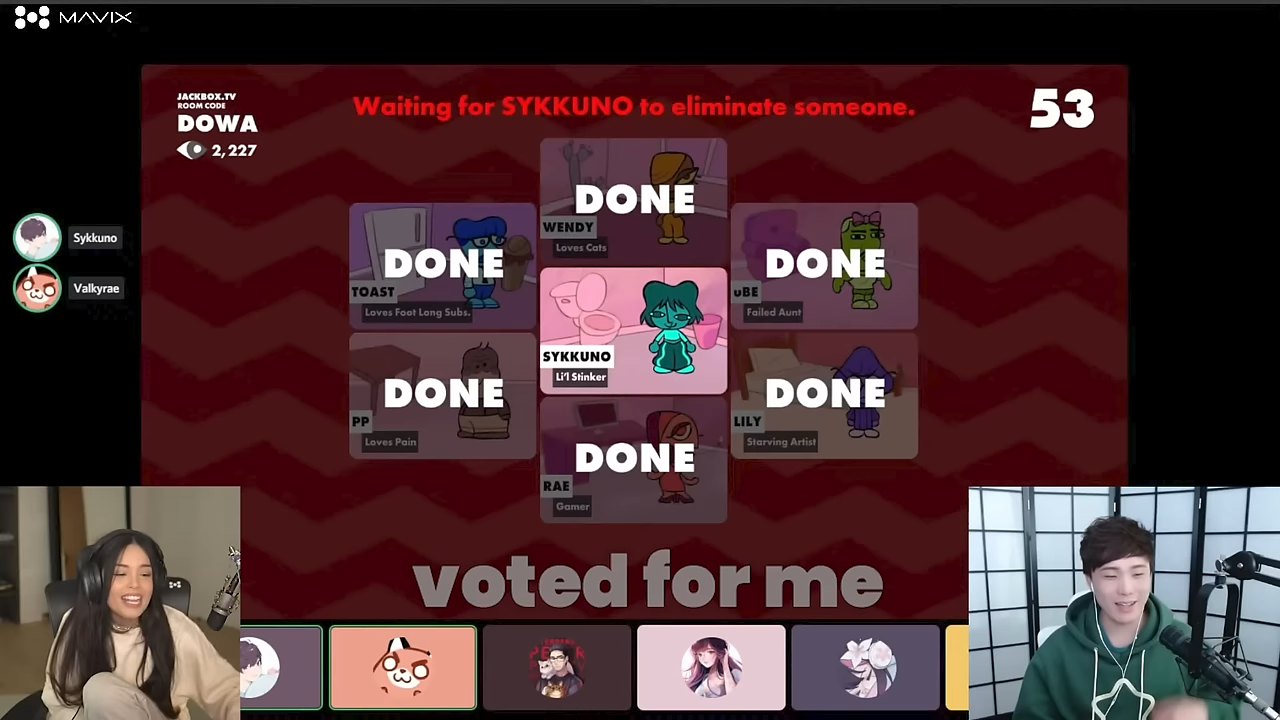 MAVIX
JACKBOX.TV
ROOM CODE
DOWA
2,227
Waiting for SYKKUNO to eliminate someone.
53
Sykkuno
Valkyrae
DONE
WENDY
Loves Cats
DONE
TOAST
Loves Foot Long Subs.
DONE
uBE
Failed Aunt
SYKKUNO
Li'l Stinker
DONE
PP
Loves Pain
DONE
LILY
Starving Artist
DONE
RAE
Gamer
voted for me